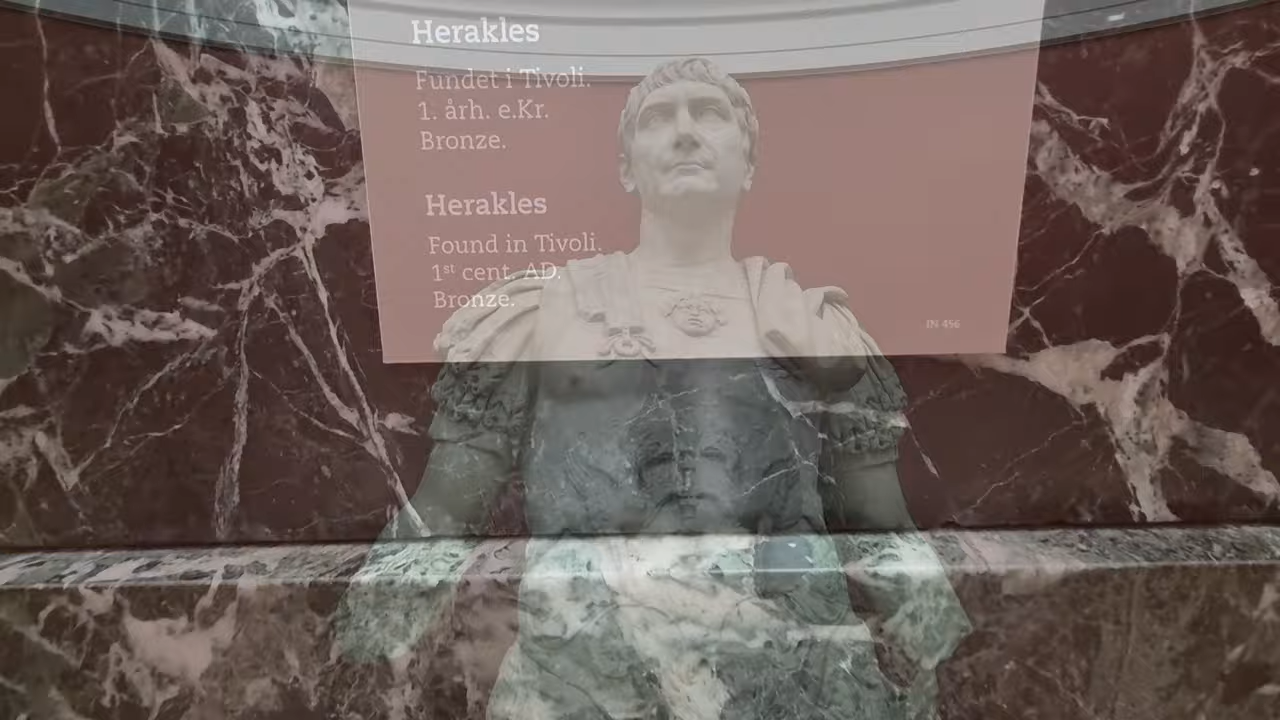 Herakles
Fundet i Tivoli.
1. årh. e.Kr.
Bronze.
Herakles
Found in Tivoli.
1st cent. AD.
Bronze.
IN 456